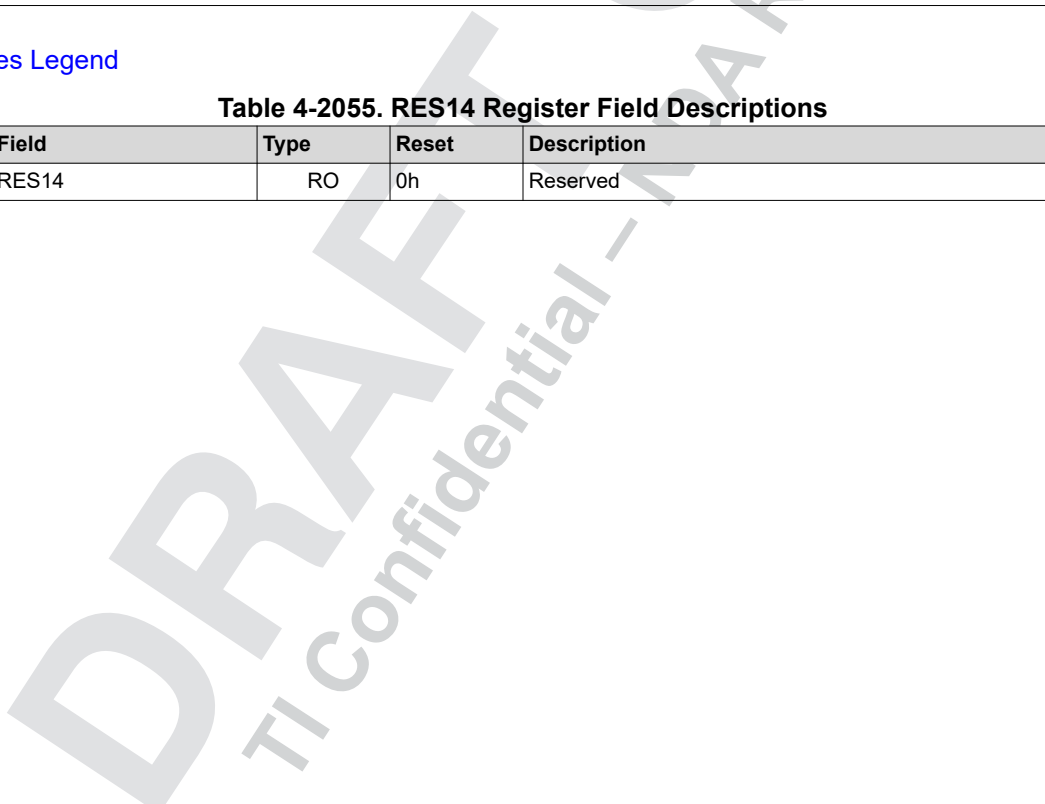 es Legend
Table 4-2055. RES14 Register Field Descriptions
Field Type Reset Description
RES14 RO 0h Reserved
DRAFT
TI Confidential – NDA